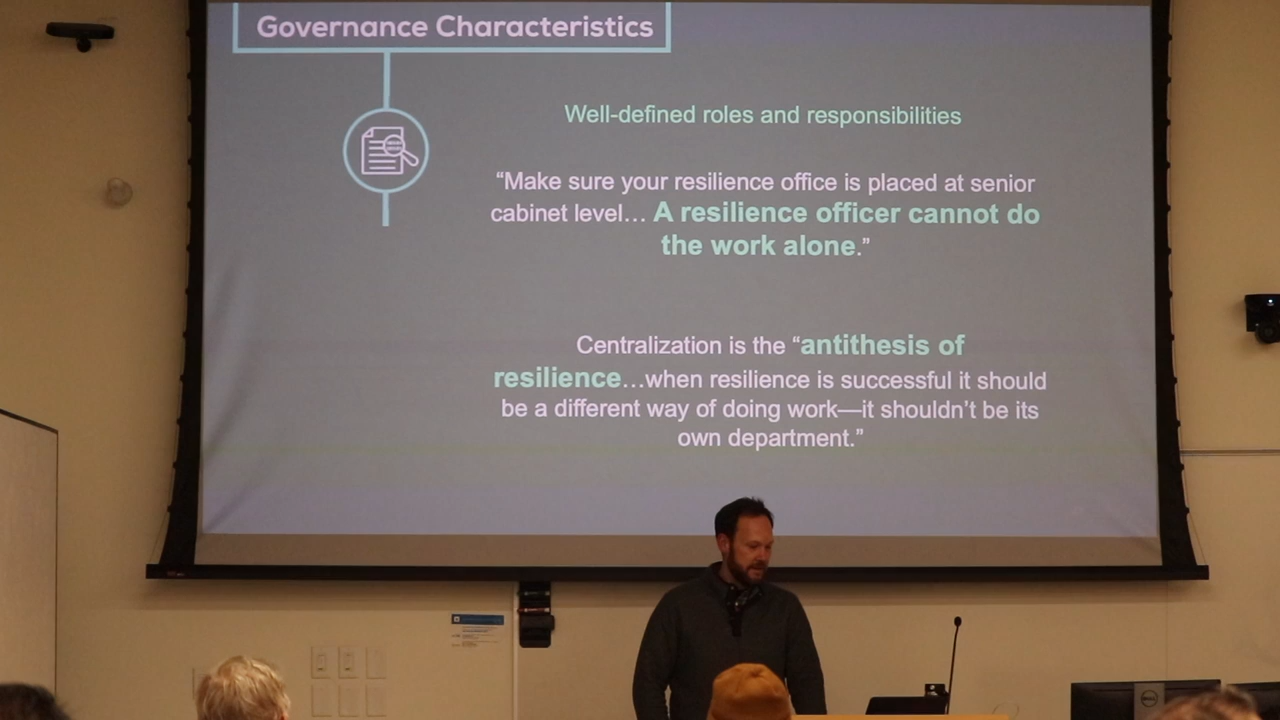 Governance Characteristics
Well-defined roles and responsibilities
“Make sure your resilience office is placed at senior
cabinet level… A resilience officer cannot do
the work alone.”
Centralization is the “antithesis of
resilience…when resilience is successful it should
be a different way of doing work—it shouldn’t be its
own department.”
DELL